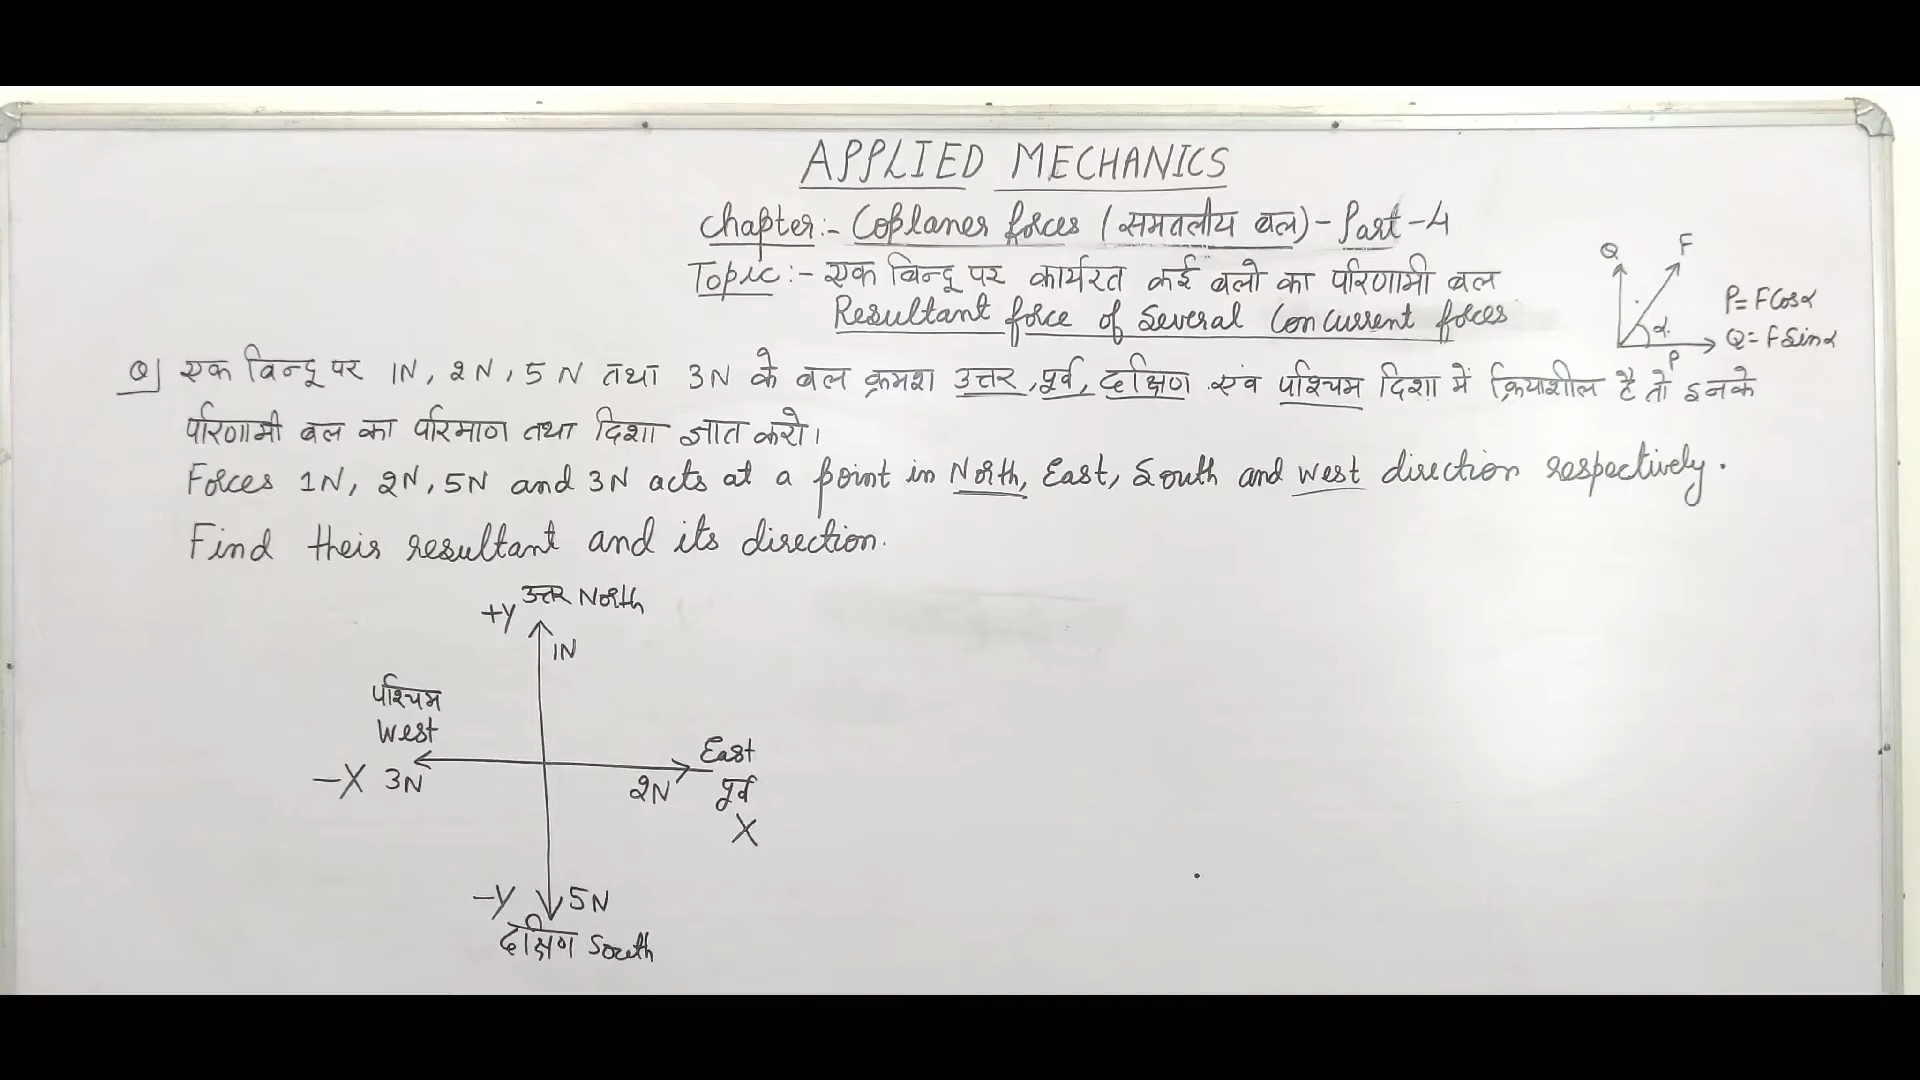 APPLIED MECHANICS
Chapter:- Coplaner forces (समतलीय बल) - Part - 4
Topic:- एक बिन्दू पर कार्यरत कई बलो का परिणामी बल
Resultant force of Several Concurrent forces
Q F
P=FCosα
α Q=FSinα
P
Q] एक बिन्दू पर 1N, 2N, 5N तथा 3N के बल क्रमश उत्तर, पूर्व, दक्षिण एवं पश्चिम दिशा में क्रियाशील है तो इनके
परिणामी बल का परिमाण तथा दिशा ज्ञात करो।
Forces 1N, 2N, 5N and 3N acts at a point in North, East, South and west direction respectively.
Find their resultant and its direction.
+Y उत्तर North
1N
पश्चिम
West
East
-X 3N 2N पूर्व
X
-Y 5N
दक्षिण South